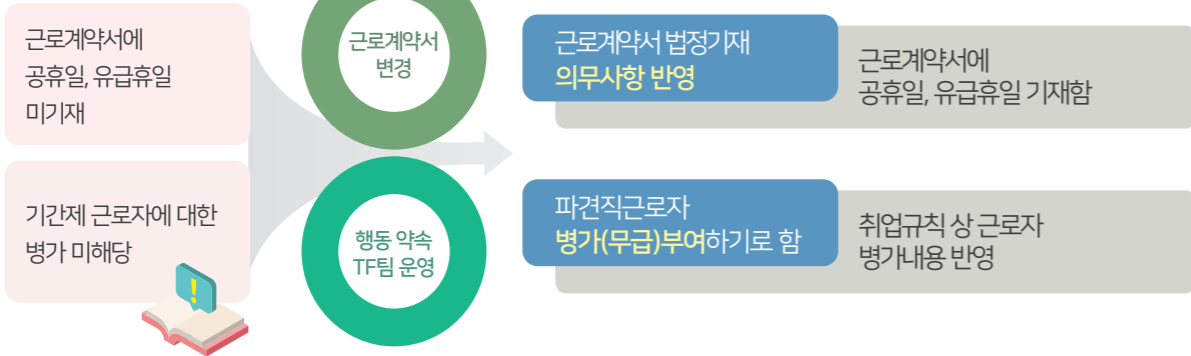 근로계약서에
공휴일, 유급휴일
미기재
기간제 근로자에 대한
병가 미해당
근로계약서
변경
행동 약속
TF팀 운영
근로계약서 법정기재
의무사항 반영
근로계약서에
공휴일, 유급휴일 기재함
파견직근로자
병가(무급)부여하기로 함
취업규칙 상 근로자
병가내용 반영